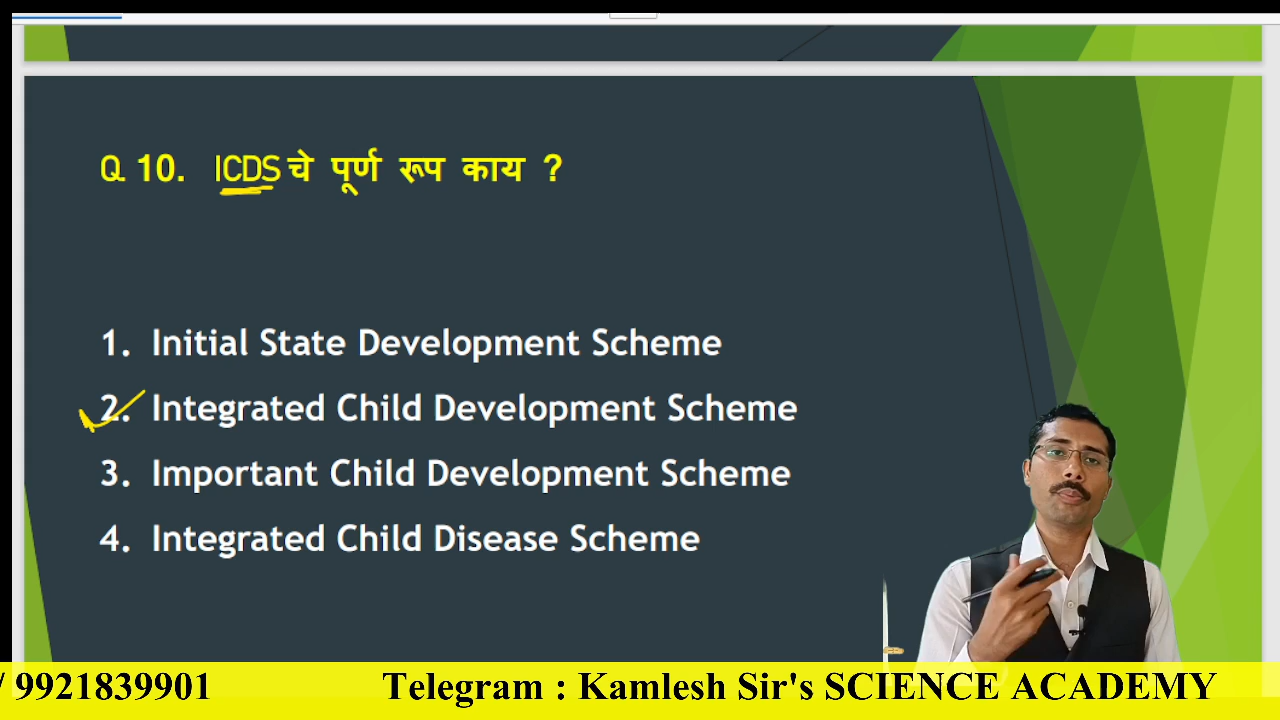 Q. 10. ICDS चे पूर्ण रूप काय ?
1. Initial State Development Scheme
2. Integrated Child Development Scheme
3. Important Child Development Scheme
4. Integrated Child Disease Scheme
/ 9921839901 Telegram : Kamlesh Sir's SCIENCE ACADEMY